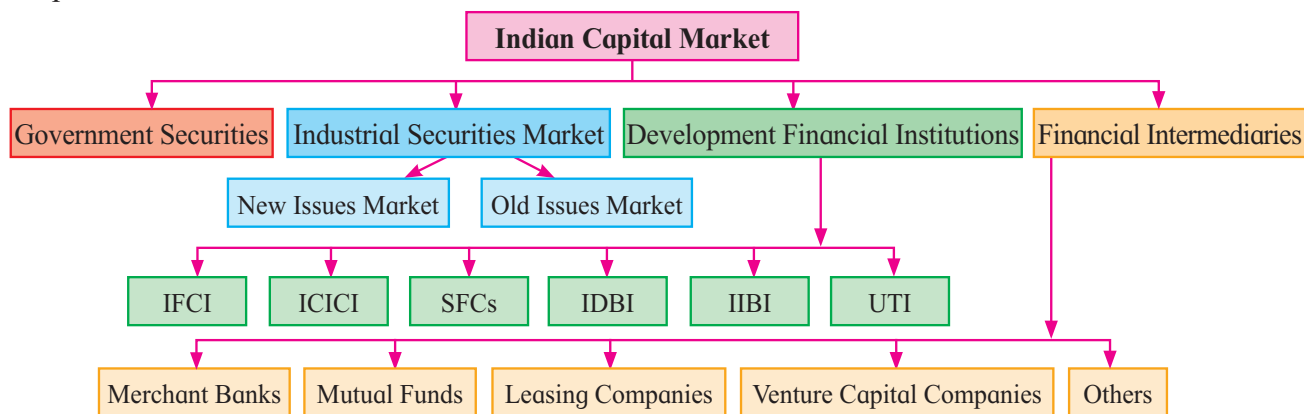 Indian Capital Market
Government Securities
Industrial Securities Market
Development Financial Institutions
Financial Intermediaries
New Issues Market
Old Issues Market
IFCI
ICICI
SFCs
IDBI
IIBI
UTI
Merchant Banks
Mutual Funds
Leasing Companies
Venture Capital Companies
Others